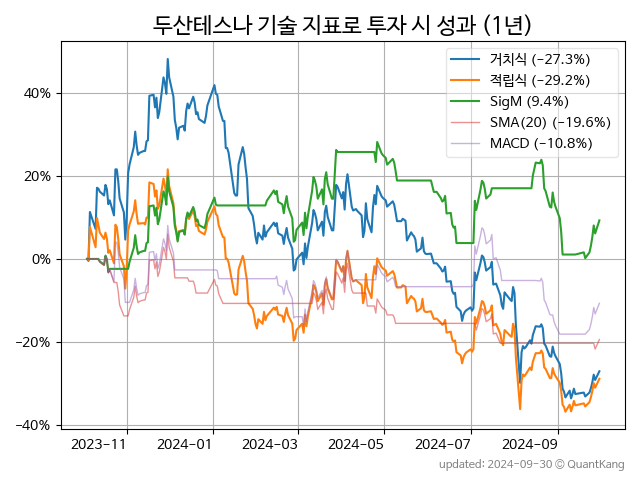 두산테스나 기술 지표로 투자 시 성과 (1년)
거치식 (−27.3%)
적립식 (−29.2%)
SigM (9.4%)
SMA(20) (−19.6%)
MACD (−10.8%)
40%
20%
0%
−20%
−40%
2023-11
2024-01
2024-03
2024-05
2024-07
2024-09
updated: 2024-09-30 © QuantKang